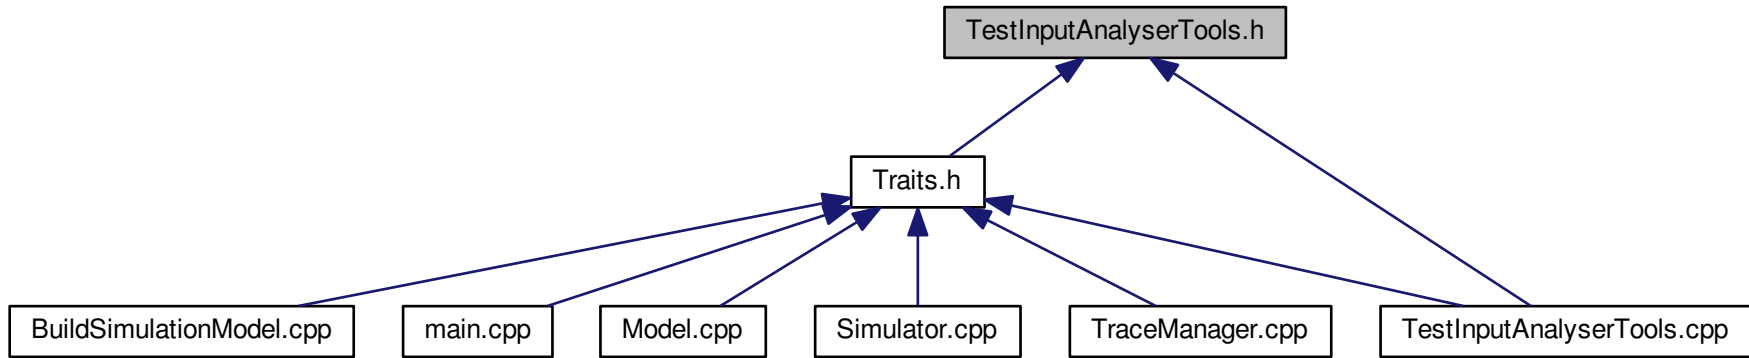 TestInputAnalyserTools.h
Traits.h
BuildSimulationModel.cpp
main.cpp
Model.cpp
Simulator.cpp
TraceManager.cpp
TestInputAnalyserTools.cpp